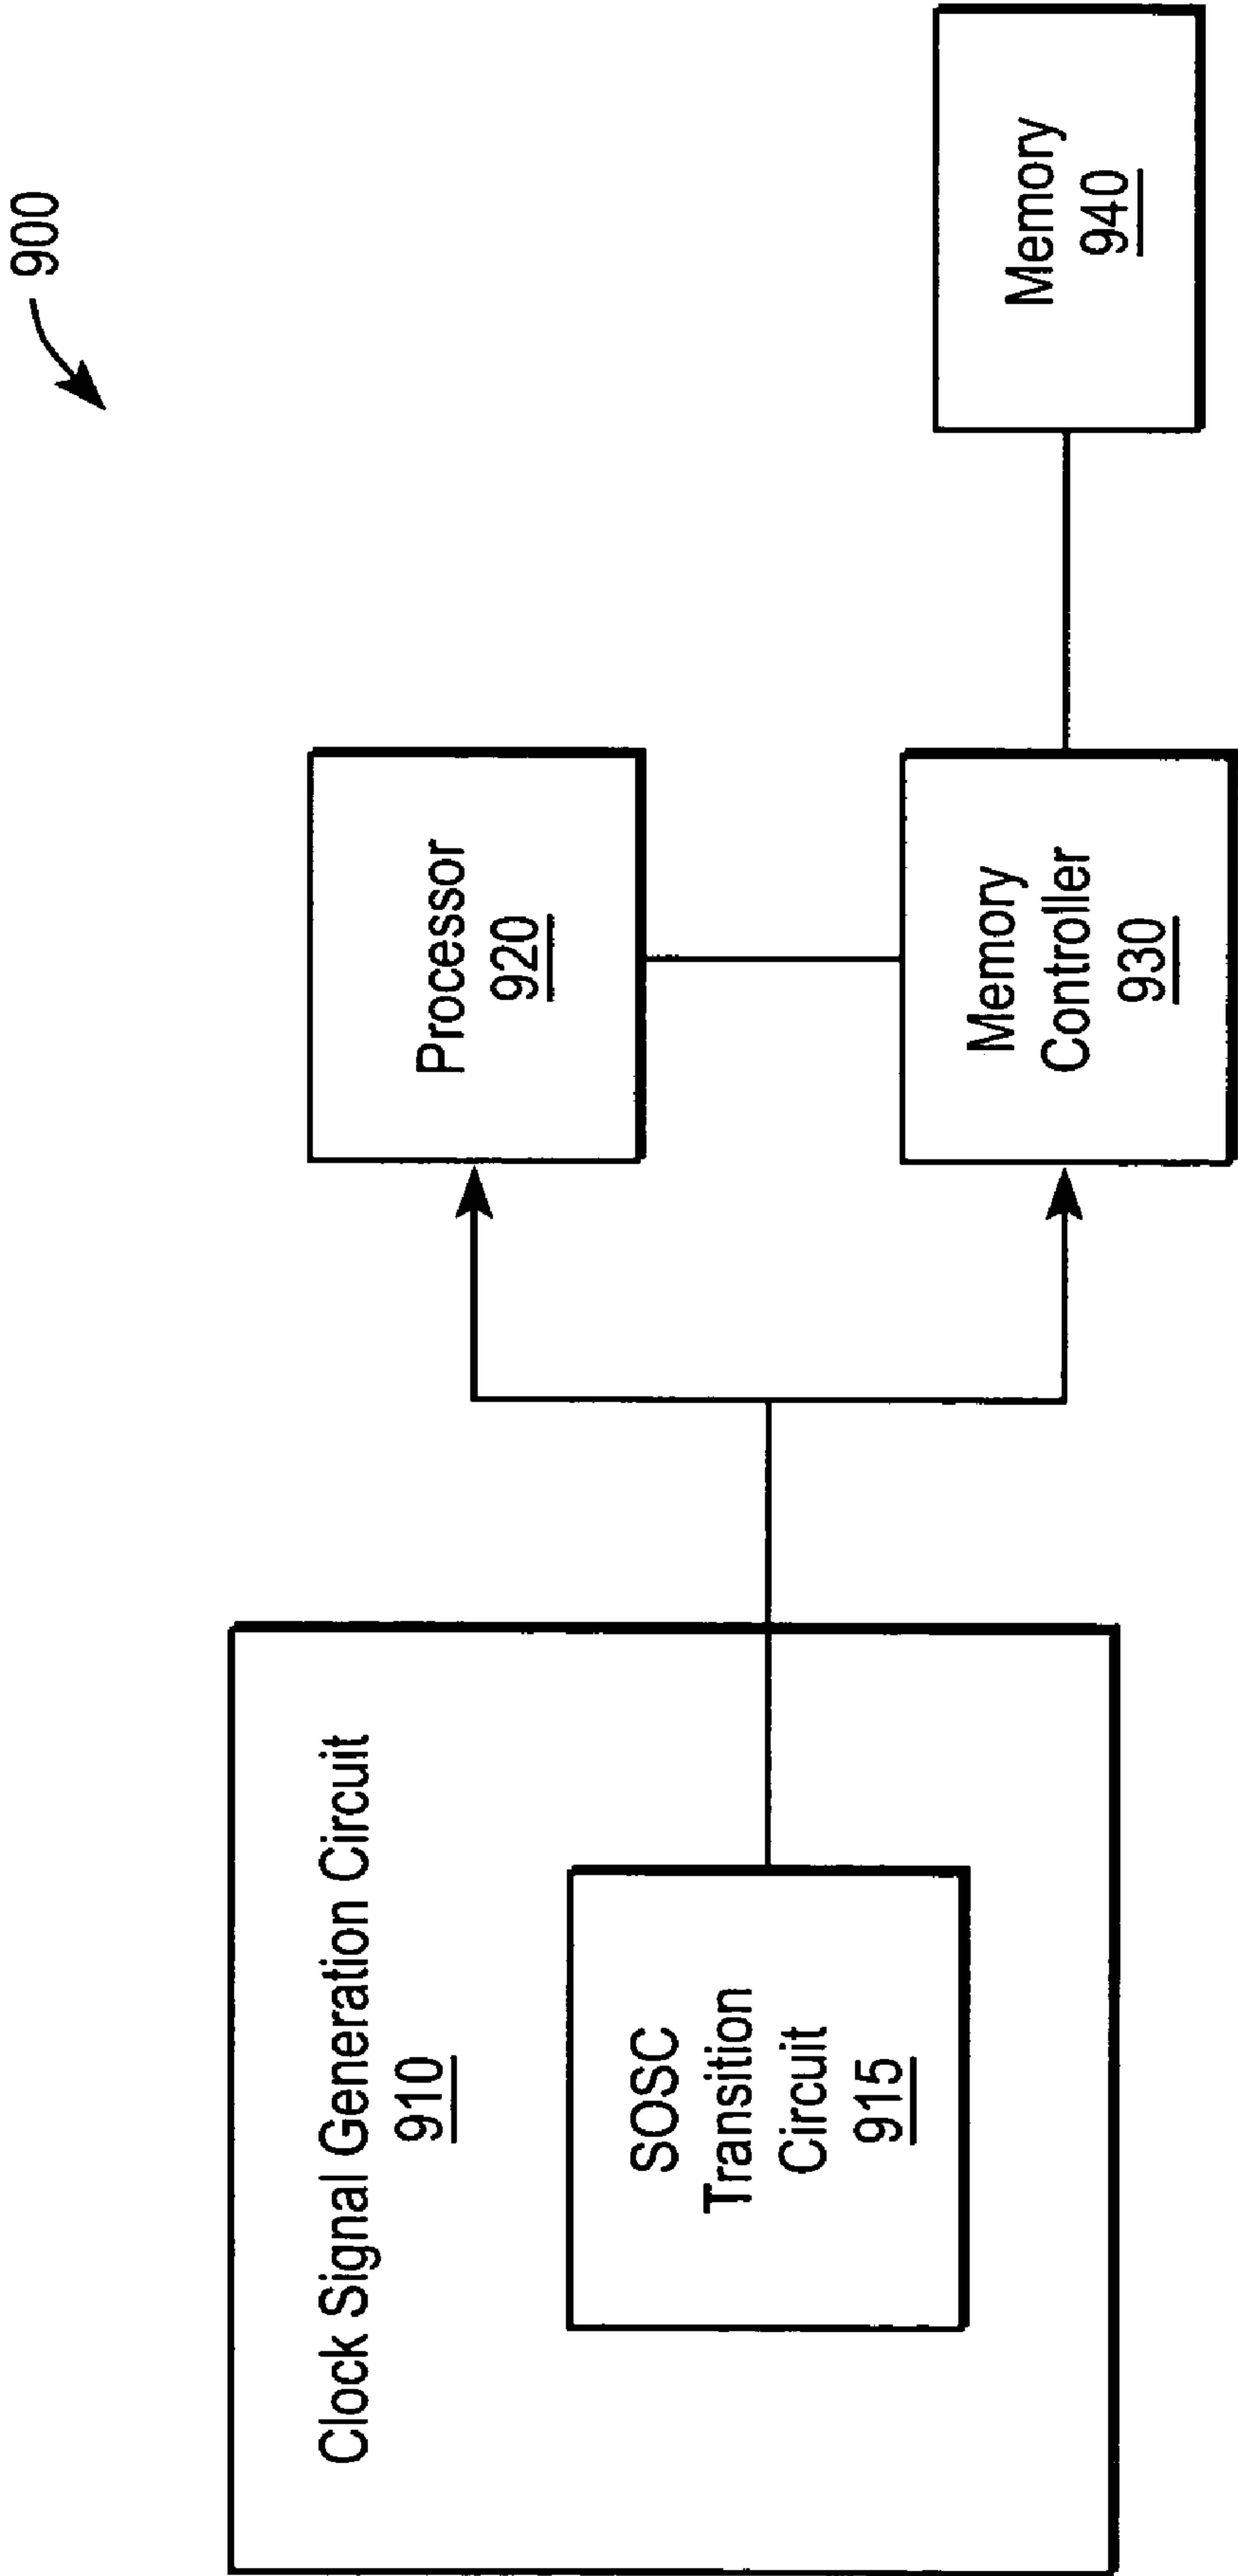 900
Clock Signal Generation Circuit
910
SOSC
Transition
Circuit
915
Processor
920
Memory
Controller
930
Memory
940